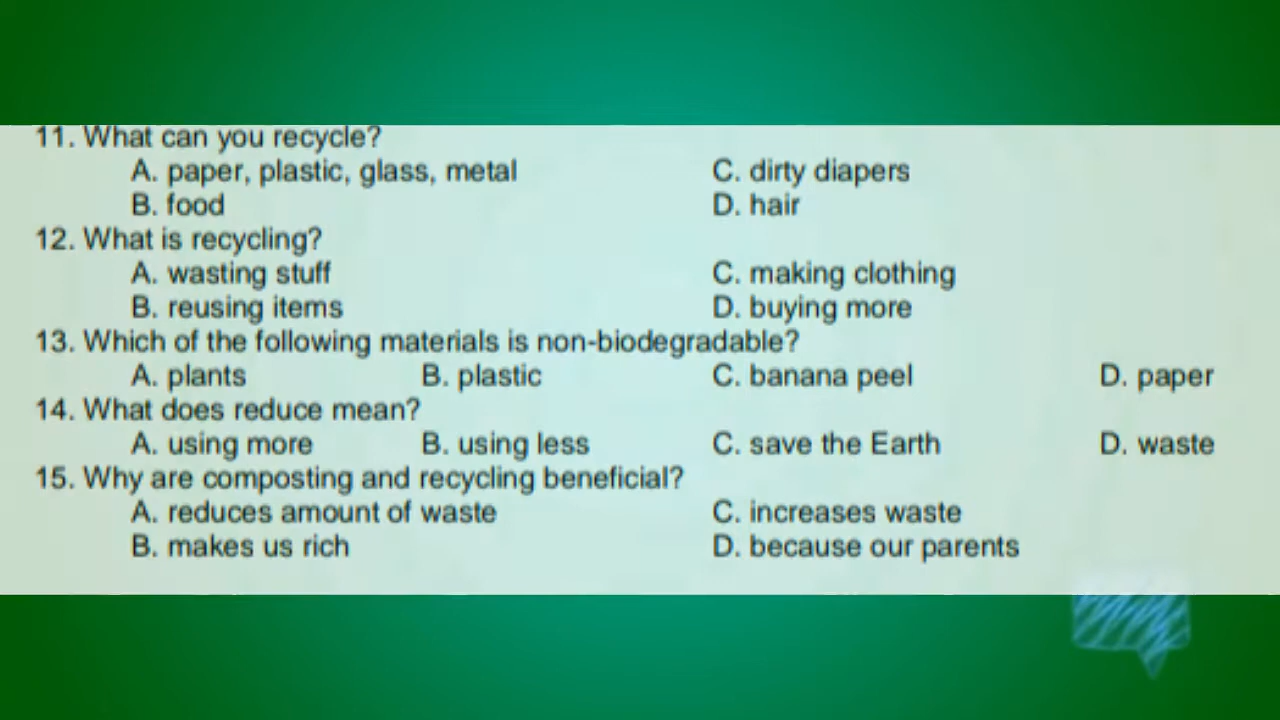 11. What can you recycle?
A. paper, plastic, glass, metal C. dirty diapers
B. food D. hair
12. What is recycling?
A. wasting stuff C. making clothing
B. reusing items D. buying more
13. Which of the following materials is non-biodegradable?
A. plants B. plastic C. banana peel D. paper
14. What does reduce mean?
A. using more B. using less C. save the Earth D. waste
15. Why are composting and recycling beneficial?
A. reduces amount of waste C. increases waste
B. makes us rich D. because our parents